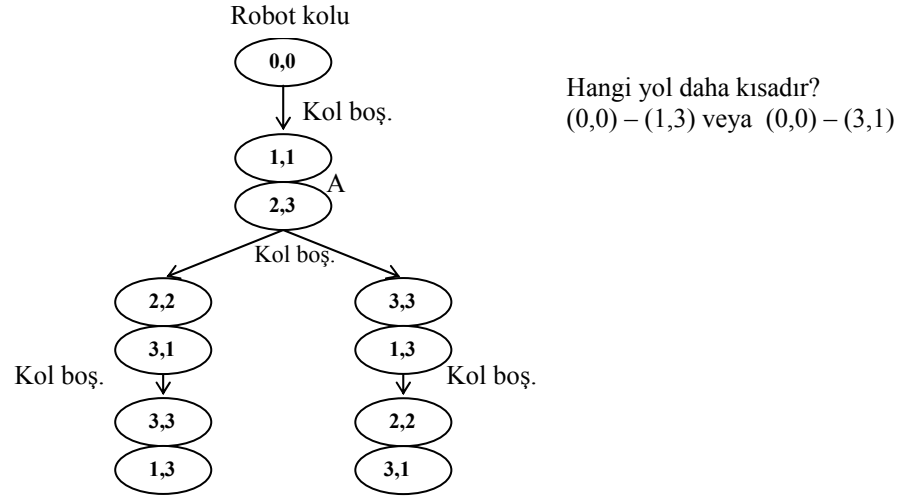 Robot kolu
0,0
Hangi yol daha kısadır?
(0,0) – (1,3) veya (0,0) – (3,1)
Kol boş.
1,1
A
2,3
Kol boş.
2,2
3,3
3,1
1,3
Kol boş.
Kol boş.
3,3
2,2
1,3
3,1